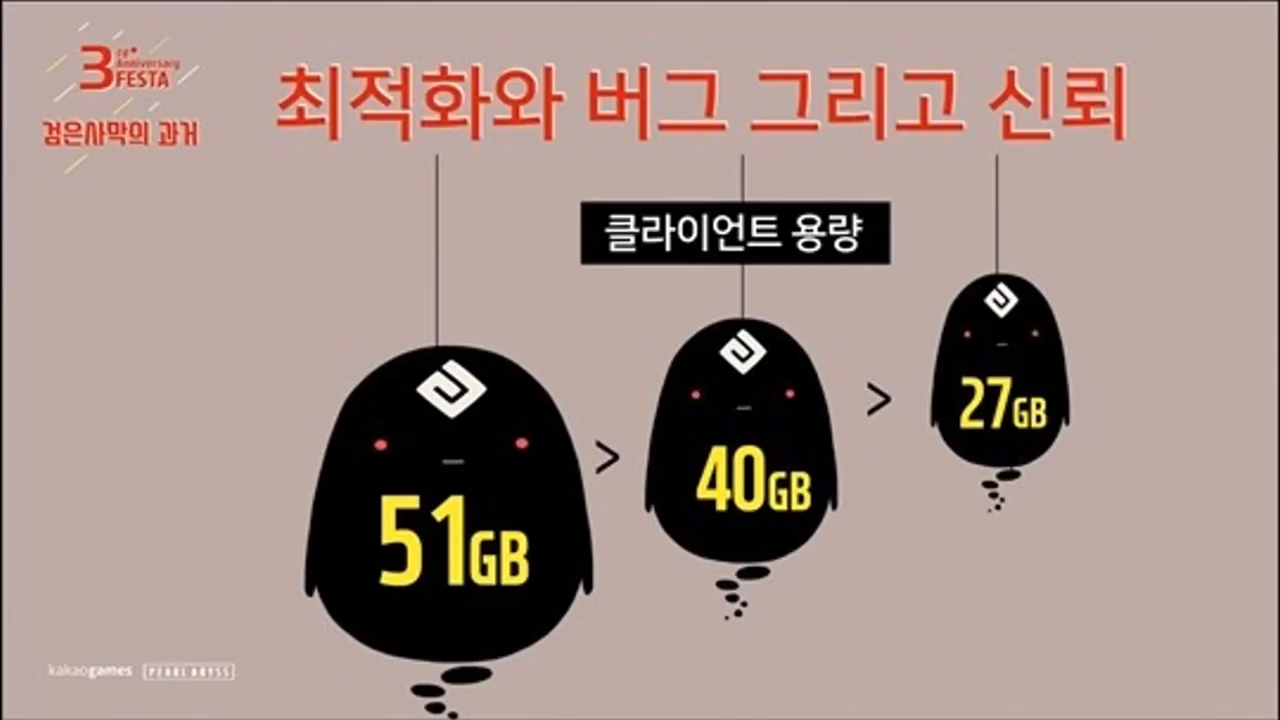 3rd Anniversary
FESTA
검은사막의 과거
최적화와 버그 그리고 신뢰
클라이언트 용량
51GB > 40GB > 27GB
kakaogames PEARL ABYSS